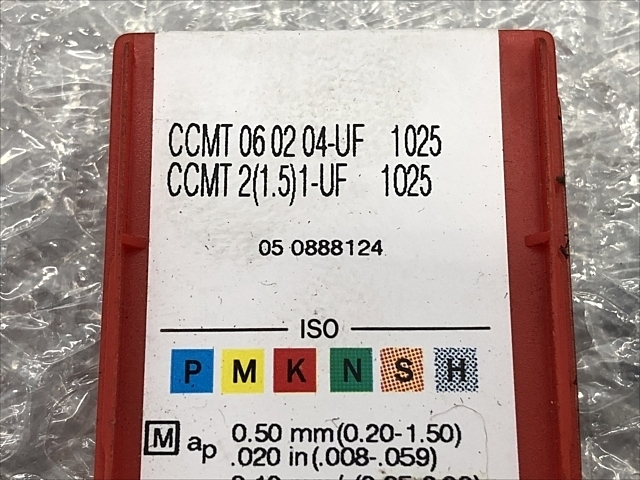 CCMT 06 02 04-UF 1025
CCMT 2(1.5)1-UF 1025
05 0888124
ISO
P M K N S H
M ap 0.50 mm(0.20-1.50)
.020 in(.008-.059)